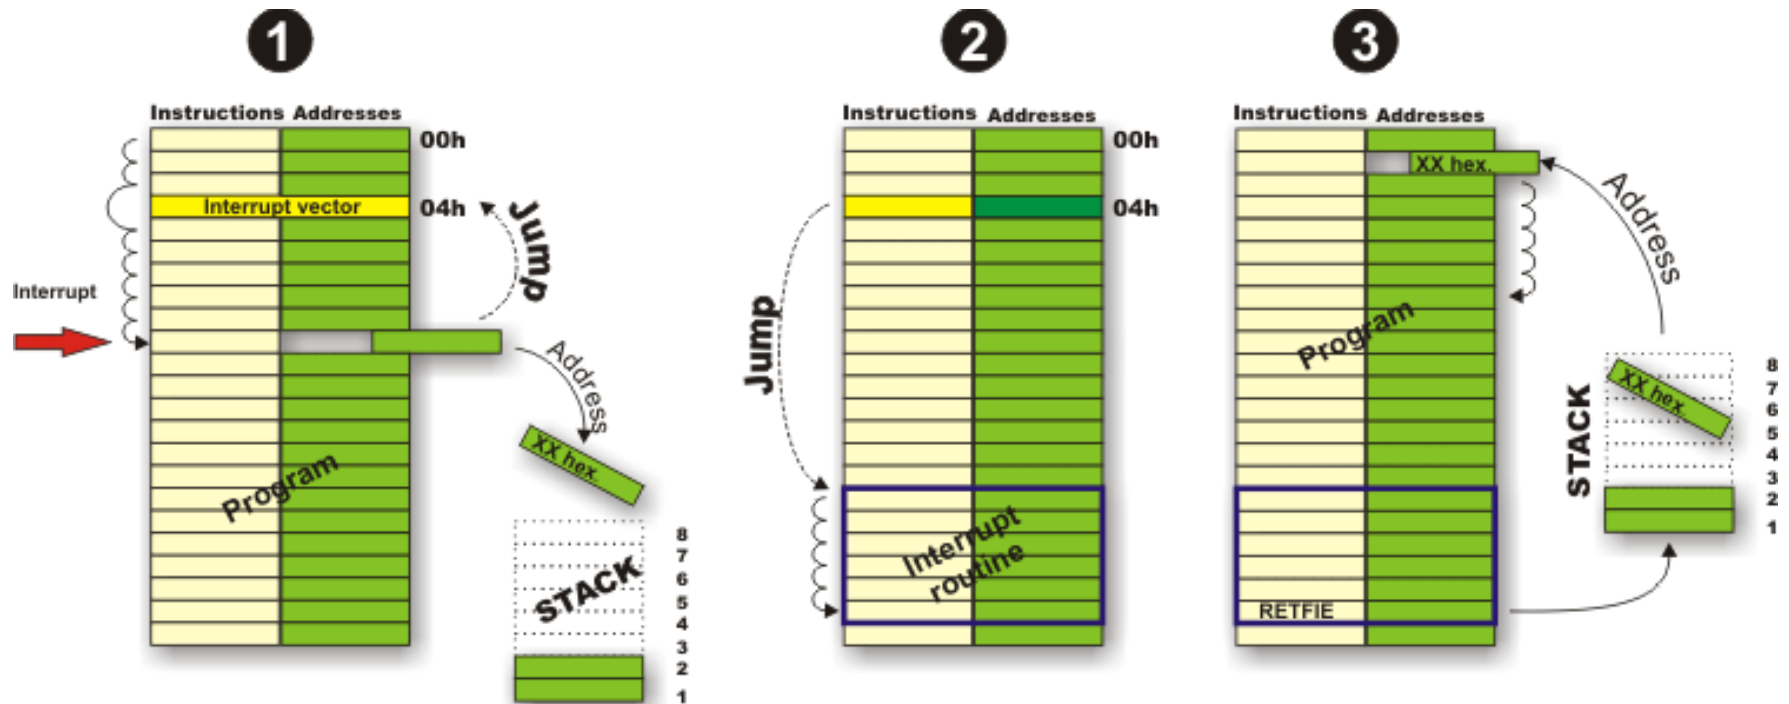 1
Instructions Addresses
00h
Interrupt vector
04h
Jump
Interrupt
Address
XX hex.
Program
STACK
8
7
6
5
4
3
2
1
2
Instructions Addresses
00h
04h
Jump
Interrupt
routine
3
Instructions Addresses
XX hex.
Address
Program
STACK
XX hex.
8
7
6
5
4
3
2
1
RETFIE